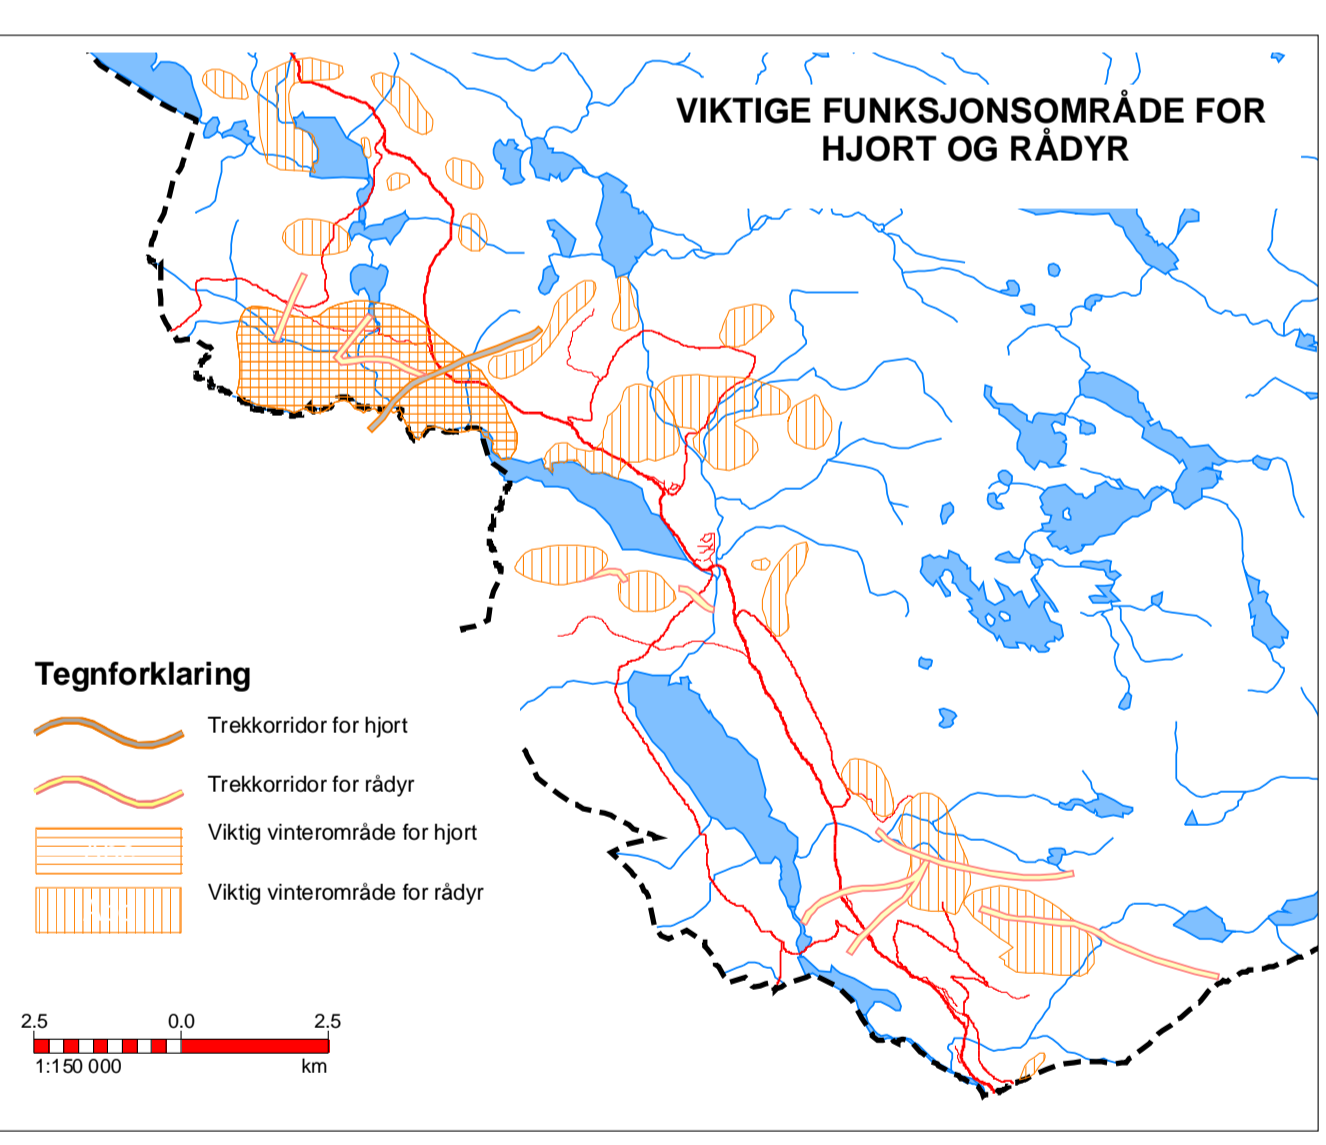 VIKTIGE FUNKSJONSOMRÅDE FOR
HJORT OG RÅDYR
Tegnforklaring
Trekkorridor for hjort
Trekkorridor for rådyr
Viktig vinterområde for hjort
Viktig vinterområde for rådyr
2.5 0.0 2.5
1:150 000 km